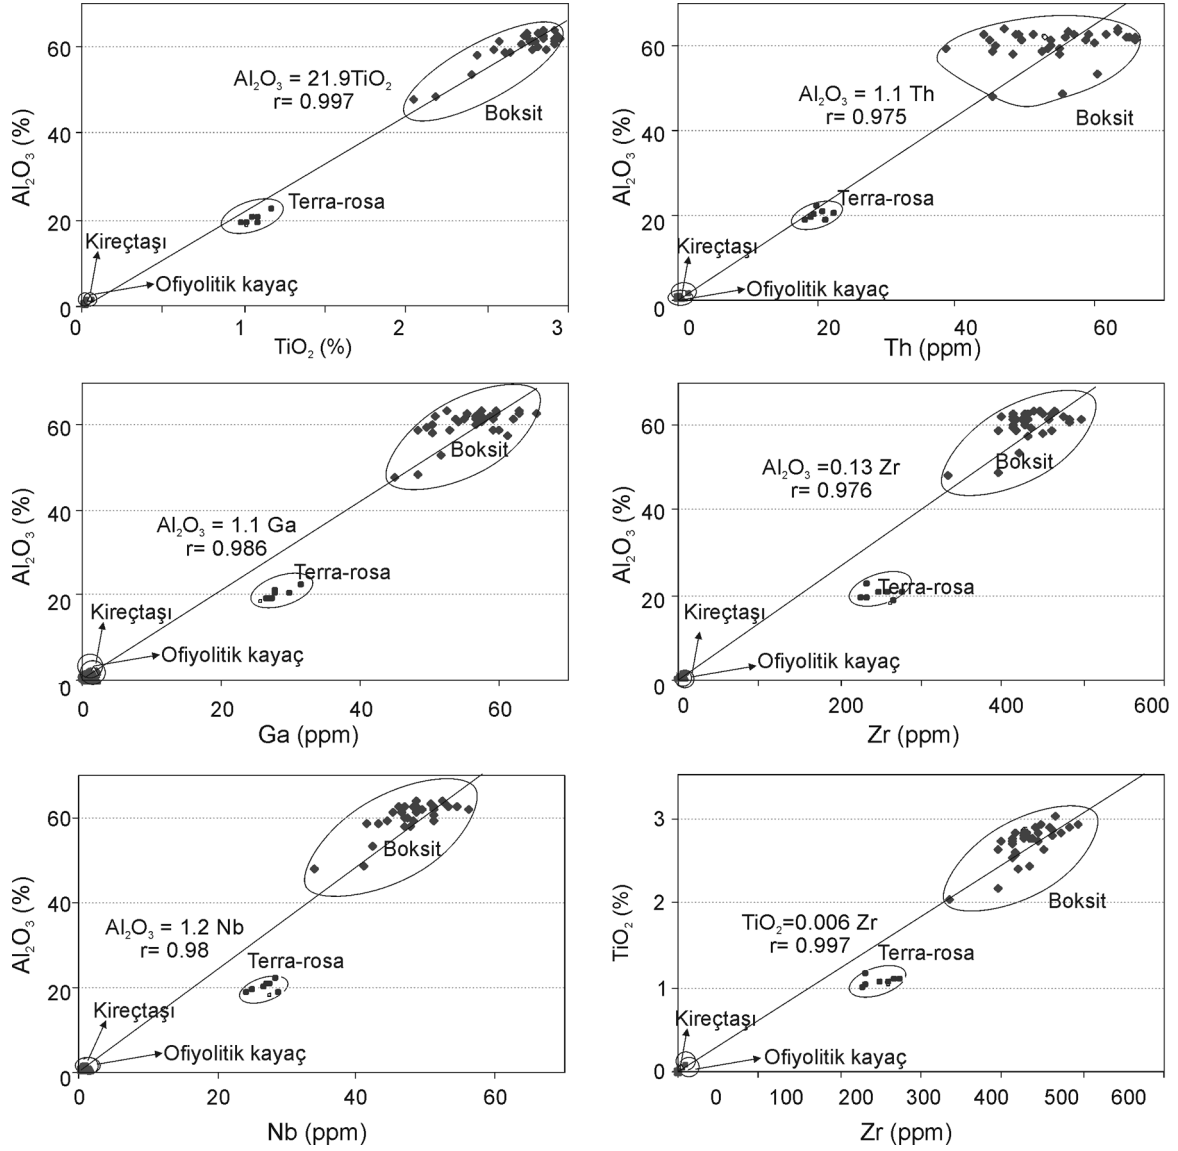 60
40
20
0
Al₂O₃ (%)
Al₂O₃ = 21.9TiO₂
r= 0.997
Boksit
Terra-rosa
Kireçtaşı
Ofiyolitik kayaç
0 1 2 3
TiO₂ (%)
60
40
20
0
Al₂O₃ (%)
Al₂O₃ = 1.1 Th
r= 0.975
Boksit
Terra-rosa
Kireçtaşı
Ofiyolitik kayaç
0 20 40 60
Th (ppm)
60
40
20
0
Al₂O₃ (%)
Boksit
Al₂O₃ = 1.1 Ga
r= 0.986
Terra-rosa
Kireçtaşı
Ofiyolitik kayaç
0 20 40 60
Ga (ppm)
60
40
20
0
Al₂O₃ (%)
Al₂O₃ =0.13 Zr
r= 0.976
Boksit
Terra-rosa
Kireçtaşı
Ofiyolitik kayaç
0 200 400 600
Zr (ppm)
60
40
20
0
Al₂O₃ (%)
Boksit
Al₂O₃ = 1.2 Nb
r= 0.98
Terra-rosa
Kireçtaşı
Ofiyolitik kayaç
0 20 40 60
Nb (ppm)
3
2
1
0
TiO₂ (%)
Boksit
TiO₂=0.006 Zr
r= 0.997
Terra-rosa
Kireçtaşı
Ofiyolitik kayaç
0 100 200 300 400 500 600
Zr (ppm)